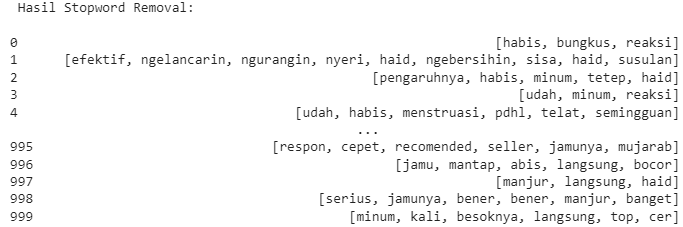 Hasil Stopword Removal:
0 [habis, bungkus, reaksi]
1 [efektif, ngelancarin, ngurangin, nyeri, haid, ngebersihin, sisa, haid, susulan]
2 [pengaruhnya, habis, minum, tetep, haid]
3 [udah, minum, reaksi]
4 [udah, habis, menstruasi, pdhl, telat, semingguan]
...
995 [respon, cepet, recomended, seller, jamunya, mujarab]
996 [jamu, mantap, abis, langsung, bocor]
997 [manjur, langsung, haid]
998 [serius, jamunya, bener, bener, manjur, banget]
999 [minum, kali, besoknya, langsung, top, cer]